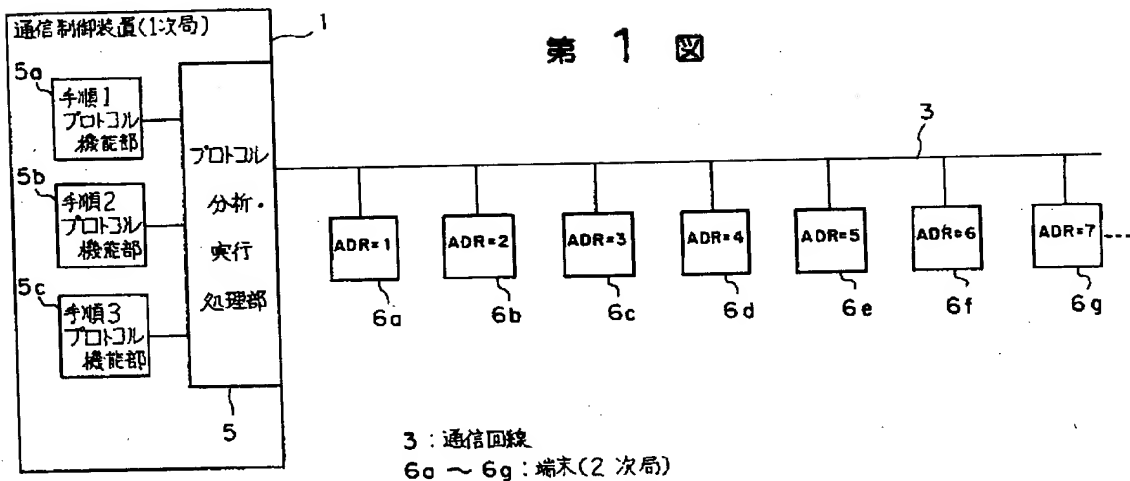 第 1 図
通信制御装置(1次局)
1
5a
手順1
プロトコル
機能部
5b
手順2
プロトコル
機能部
5c
手順3
プロトコル
機能部
プロトコル
分析・
実行
処理部
5
3
ADR=1
ADR=2
ADR=3
ADR=4
ADR=5
ADR=6
ADR=7
6a
6b
6c
6d
6e
6f
6g
3:通信回線
6a ～ 6g:端末(2次局)